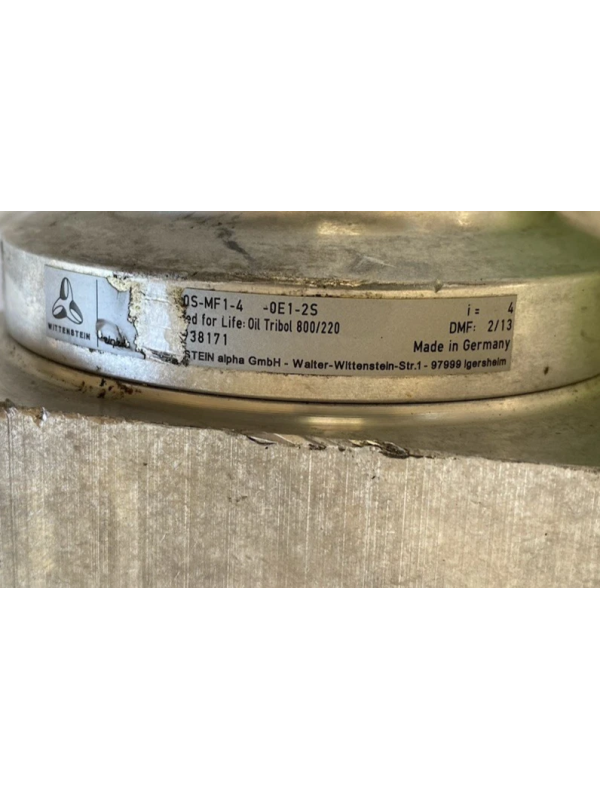 WITTENSTEIN
0S-MF1-4 -0E1-2S i = 4
ed for Life: Oil Tribol 800/220 DMF: 2/13
38171 Made in Germany
STEIN alpha GmbH - Walter-Wittenstein-Str.1 - 97999 Igersheim